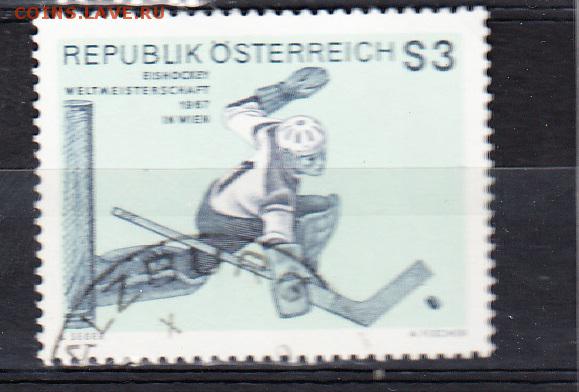 COINS.LAVE.RU
REPUBLIK ÖSTERREICH S3
EISHOCKEY
WELTMEISTERSCHAFT
1967
IN WIEN